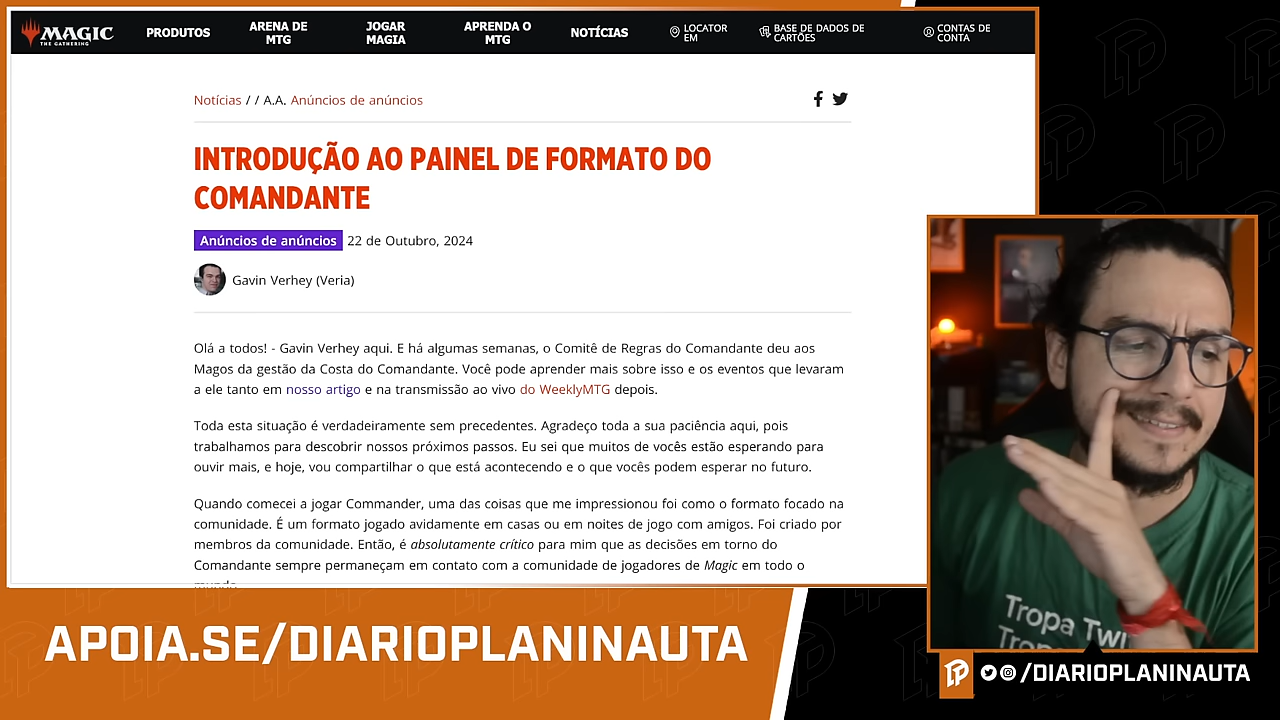 MAGIC
THE GATHERING
PRODUTOS
ARENA DE
MTG
JOGAR
MAGIA
APRENDA O
MTG
NOTÍCIAS
LOCATOR
EM
BASE DE DADOS DE
CARTÕES
CONTAS DE
CONTA
Notícias / / A.A. Anúncios de anúncios
INTRODUÇÃO AO PAINEL DE FORMATO DO
COMANDANTE
Anúncios de anúncios 22 de Outubro, 2024
Gavin Verhey (Veria)
Olá a todos! - Gavin Verhey aqui. E há algumas semanas, o Comitê de Regras do Comandante deu aos
Magos da gestão da Costa do Comandante. Você pode aprender mais sobre isso e os eventos que levaram
a ele tanto em nosso artigo e na transmissão ao vivo do WeeklyMTG depois.
Toda esta situação é verdadeiramente sem precedentes. Agradeço toda a sua paciência aqui, pois
trabalhamos para descobrir nossos próximos passos. Eu sei que muitos de vocês estão esperando para
ouvir mais, e hoje, vou compartilhar o que está acontecendo e o que vocês podem esperar no futuro.
Quando comecei a jogar Commander, uma das coisas que me impressionou foi como o formato focado na
comunidade. É um formato jogado avidamente em casas ou em noites de jogo com amigos. Foi criado por
membros da comunidade. Então, é absolutamente crítico para mim que as decisões em torno do
Comandante sempre permaneçam em contato com a comunidade de jogadores de Magic em todo o
Tropa Twi
APOIA.SE/DIARIOPLANINAUTA
/DIARIOPLANINAUTA